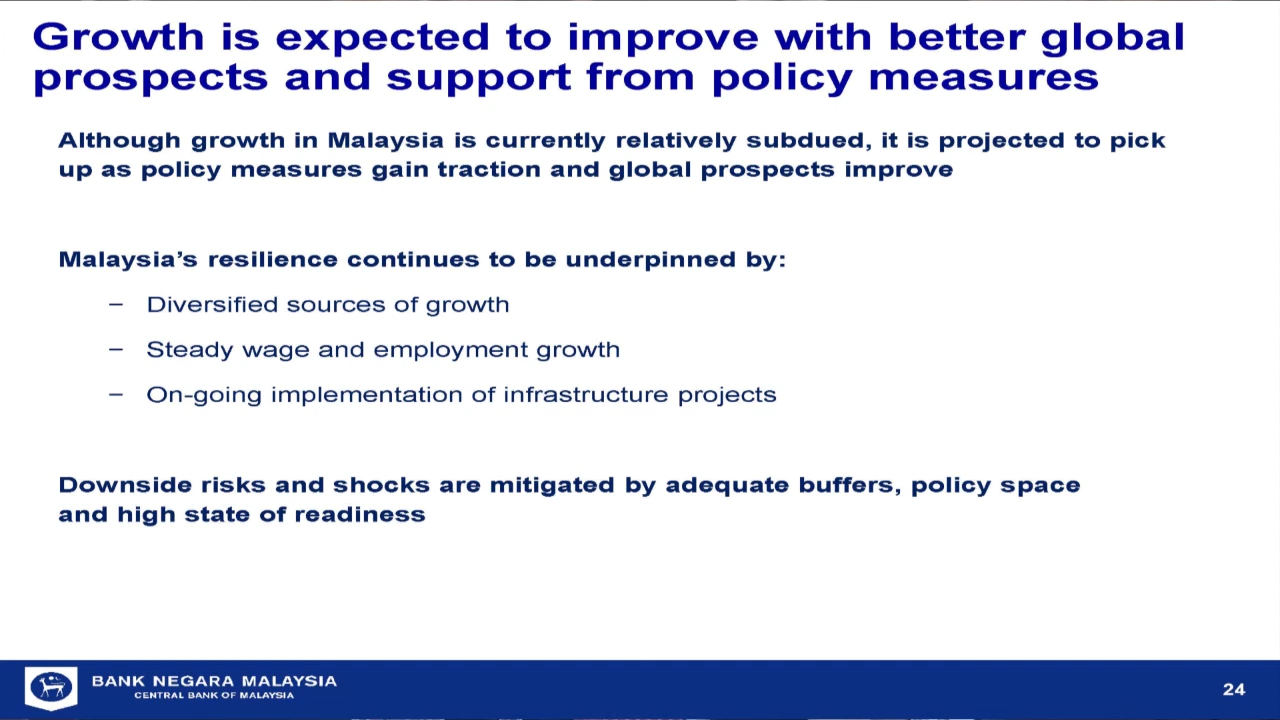 Growth is expected to improve with better global
prospects and support from policy measures
Although growth in Malaysia is currently relatively subdued, it is projected to pick
up as policy measures gain traction and global prospects improve
Malaysia’s resilience continues to be underpinned by:
– Diversified sources of growth
– Steady wage and employment growth
– On-going implementation of infrastructure projects
Downside risks and shocks are mitigated by adequate buffers, policy space
and high state of readiness
BANK NEGARA MALAYSIA
CENTRAL BANK OF MALAYSIA
24